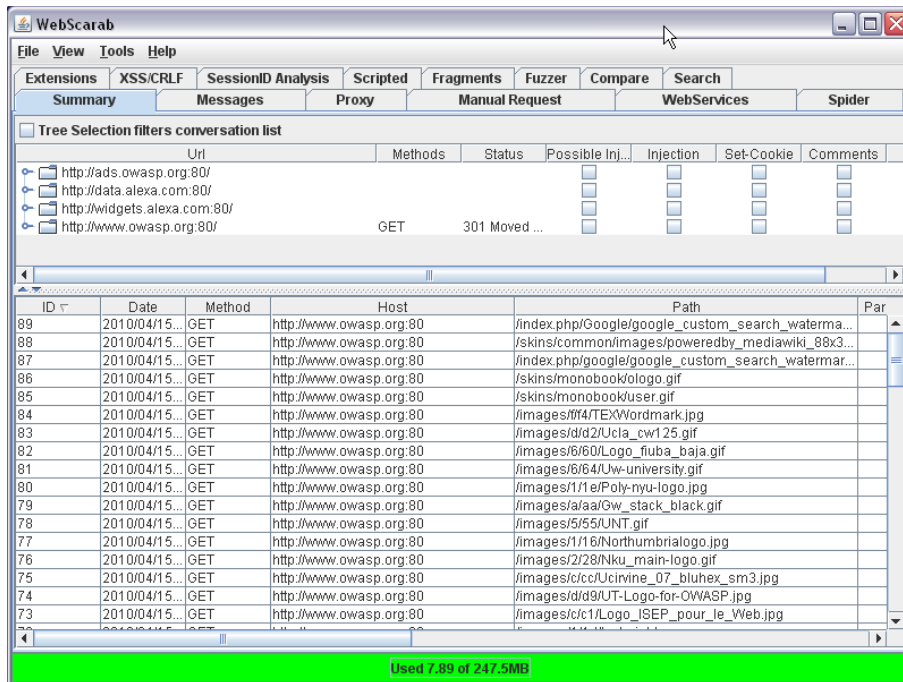 WebScarab
File View Tools Help
Extensions XSS/CRLF SessionID Analysis Scripted Fragments Fuzzer Compare Search
Summary Messages Proxy Manual Request WebServices Spider
Tree Selection filters conversation list
Url Methods Status Possible Inj... Injection Set-Cookie Comments
http://ads.owasp.org:80/
http://data.alexa.com:80/
http://widgets.alexa.com:80/
http://www.owasp.org:80/ GET 301 Moved ...
ID Date Method Host Path Par
89 2010/04/15... GET http://www.owasp.org:80 /index.php/Google/google_custom_search_waterma...
88 2010/04/15... GET http://www.owasp.org:80 /skins/common/images/poweredby_mediawiki_88x3...
87 2010/04/15... GET http://www.owasp.org:80 /index.php/google/google_custom_search_watermar...
86 2010/04/15... GET http://www.owasp.org:80 /skins/monobook/ologo.gif
85 2010/04/15... GET http://www.owasp.org:80 /skins/monobook/user.gif
84 2010/04/15... GET http://www.owasp.org:80 /images/f/f4/TEXWordmark.jpg
83 2010/04/15... GET http://www.owasp.org:80 /images/d/d2/Ucla_cw125.gif
82 2010/04/15... GET http://www.owasp.org:80 /images/6/60/Logo_fiuba_baja.gif
81 2010/04/15... GET http://www.owasp.org:80 /images/6/64/Uw-university.gif
80 2010/04/15... GET http://www.owasp.org:80 /images/1/1e/Poly-nyu-logo.jpg
79 2010/04/15... GET http://www.owasp.org:80 /images/a/aa/Gw_stack_black.gif
78 2010/04/15... GET http://www.owasp.org:80 /images/5/55/UNT.gif
77 2010/04/15... GET http://www.owasp.org:80 /images/1/16/Northumbrialogo.jpg
76 2010/04/15... GET http://www.owasp.org:80 /images/2/28/Nku_main-logo.gif
75 2010/04/15... GET http://www.owasp.org:80 /images/c/cc/Ucirvine_07_bluhex_sm3.jpg
74 2010/04/15... GET http://www.owasp.org:80 /images/d/d9/UT-Logo-for-OWASP.jpg
73 2010/04/15... GET http://www.owasp.org:80 /images/c/c1/Logo_ISEP_pour_le_Web.jpg
Used 7.89 of 247.5MB